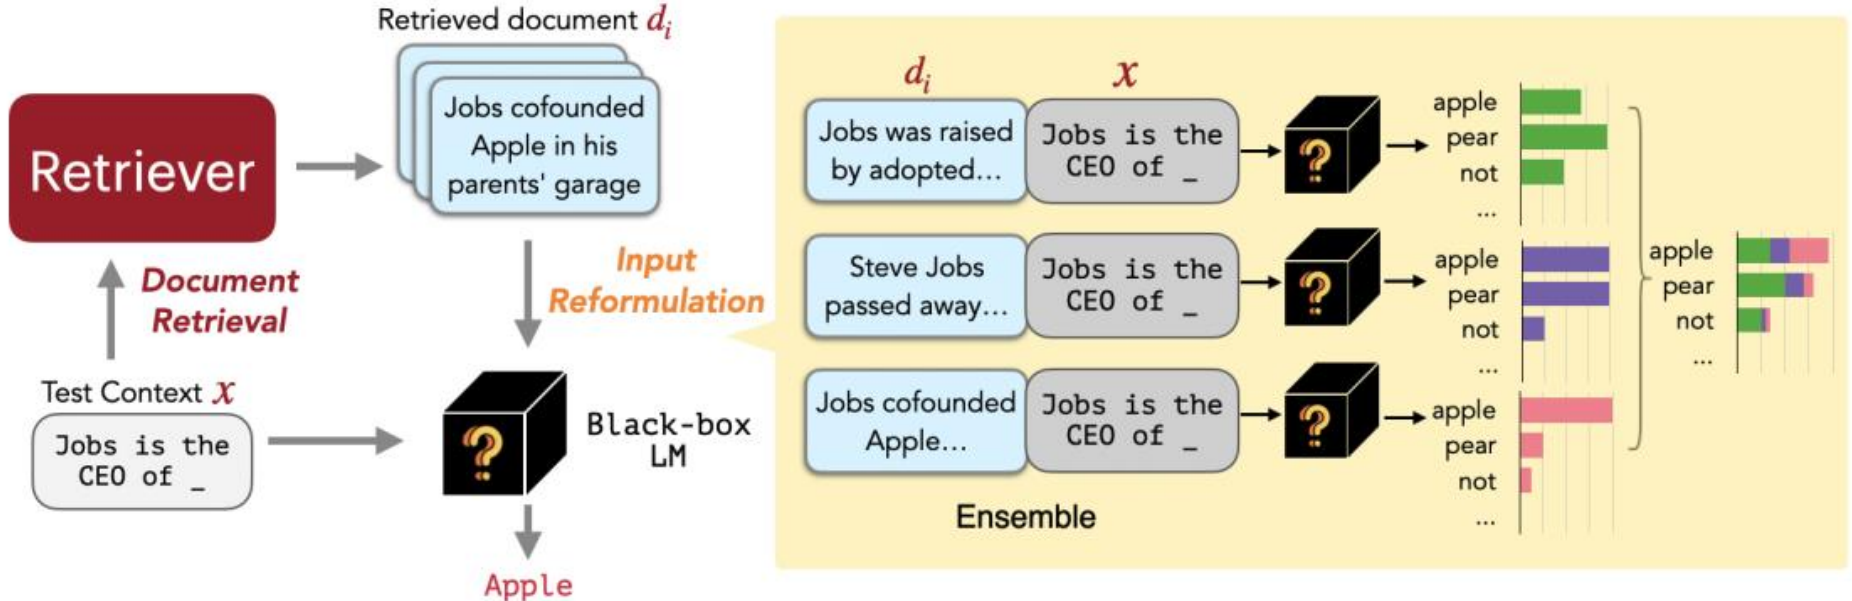 Retrieved document d_i
Jobs cofounded
Apple in his
parents' garage
Retriever
Document
Retrieval
Input
Reformulation
Test Context x
Jobs is the
CEO of _
?
Black-box
LM
Apple
d_i
x
Jobs was raised
by adopted...
Jobs is the
CEO of _
?
apple
pear
not
...
Steve Jobs
passed away...
Jobs is the
CEO of _
?
apple
pear
not
...
Jobs cofounded
Apple...
Jobs is the
CEO of _
?
apple
pear
not
...
apple
pear
not
...
Ensemble